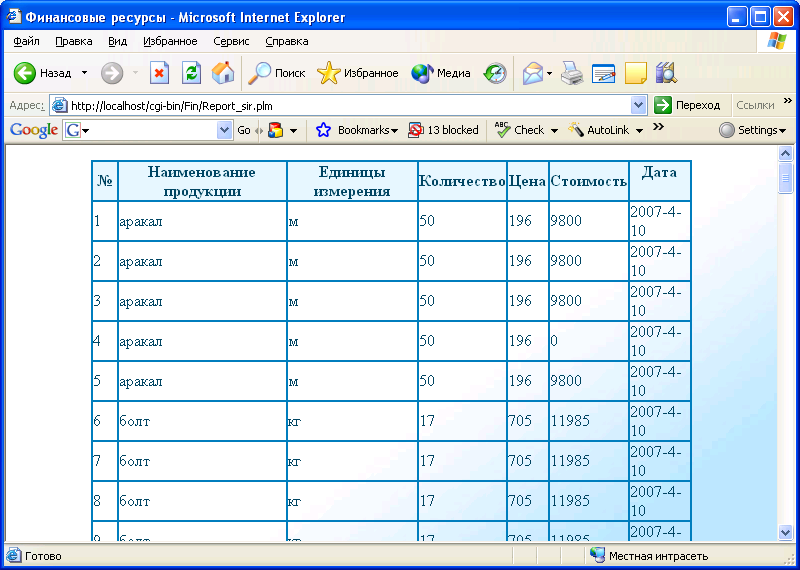 Финансовые ресурсы - Microsoft Internet Explorer
Файл Правка Вид Избранное Сервис Справка
Назад Поиск Избранное Медиа
Адрес: http://localhost/cgi-bin/Fin/Report_sir.plm Переход Ссылки »
Google G Go Bookmarks 13 blocked ABC Check AutoLink » Settings
№ Наименование продукции Единицы измерения Количество Цена Стоимость Дата
1 аракал м 50 196 9800 2007-4-10
2 аракал м 50 196 9800 2007-4-10
3 аракал м 50 196 9800 2007-4-10
4 аракал м 50 196 0 2007-4-10
5 аракал м 50 196 9800 2007-4-10
6 болт кг 17 705 11985 2007-4-10
7 болт кг 17 705 11985 2007-4-10
8 болт кг 17 705 11985 2007-4-10
9 болт кг 17 705 11985 2007-4-
Готово Местная интрасеть